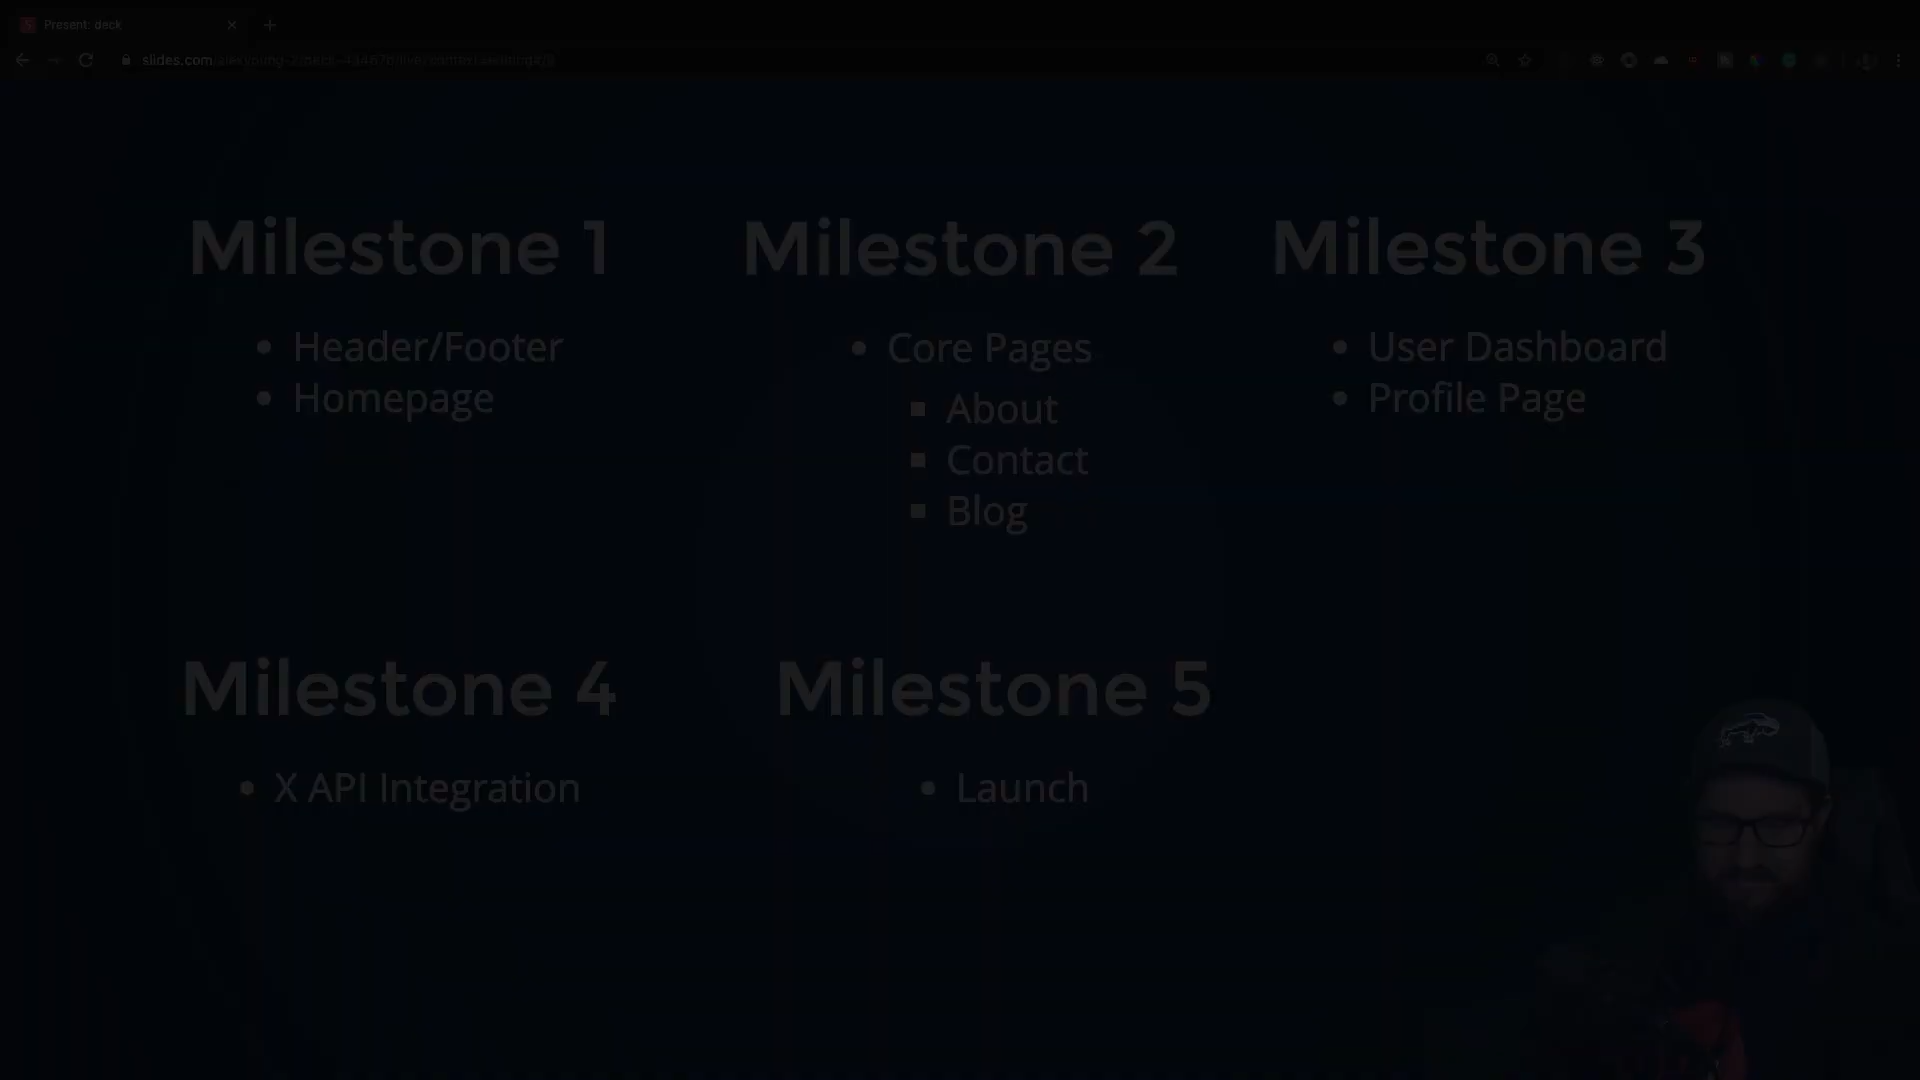 Present: deck
slides.com
Milestone 1
Header/Footer
Homepage
Milestone 2
Core Pages
About
Contact
Blog
Milestone 3
User Dashboard
Profile Page
Milestone 4
X API Integration
Milestone 5
Launch